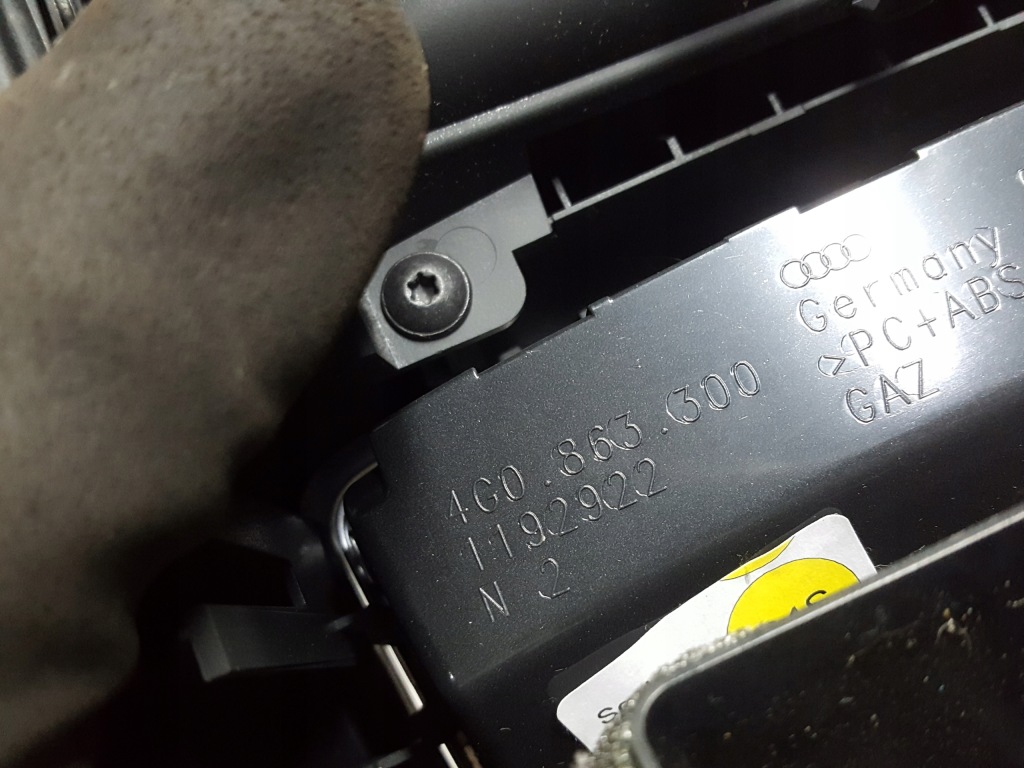 Germany
>PC+ABS
GAZ
4G0.863.300
1192922
N 2